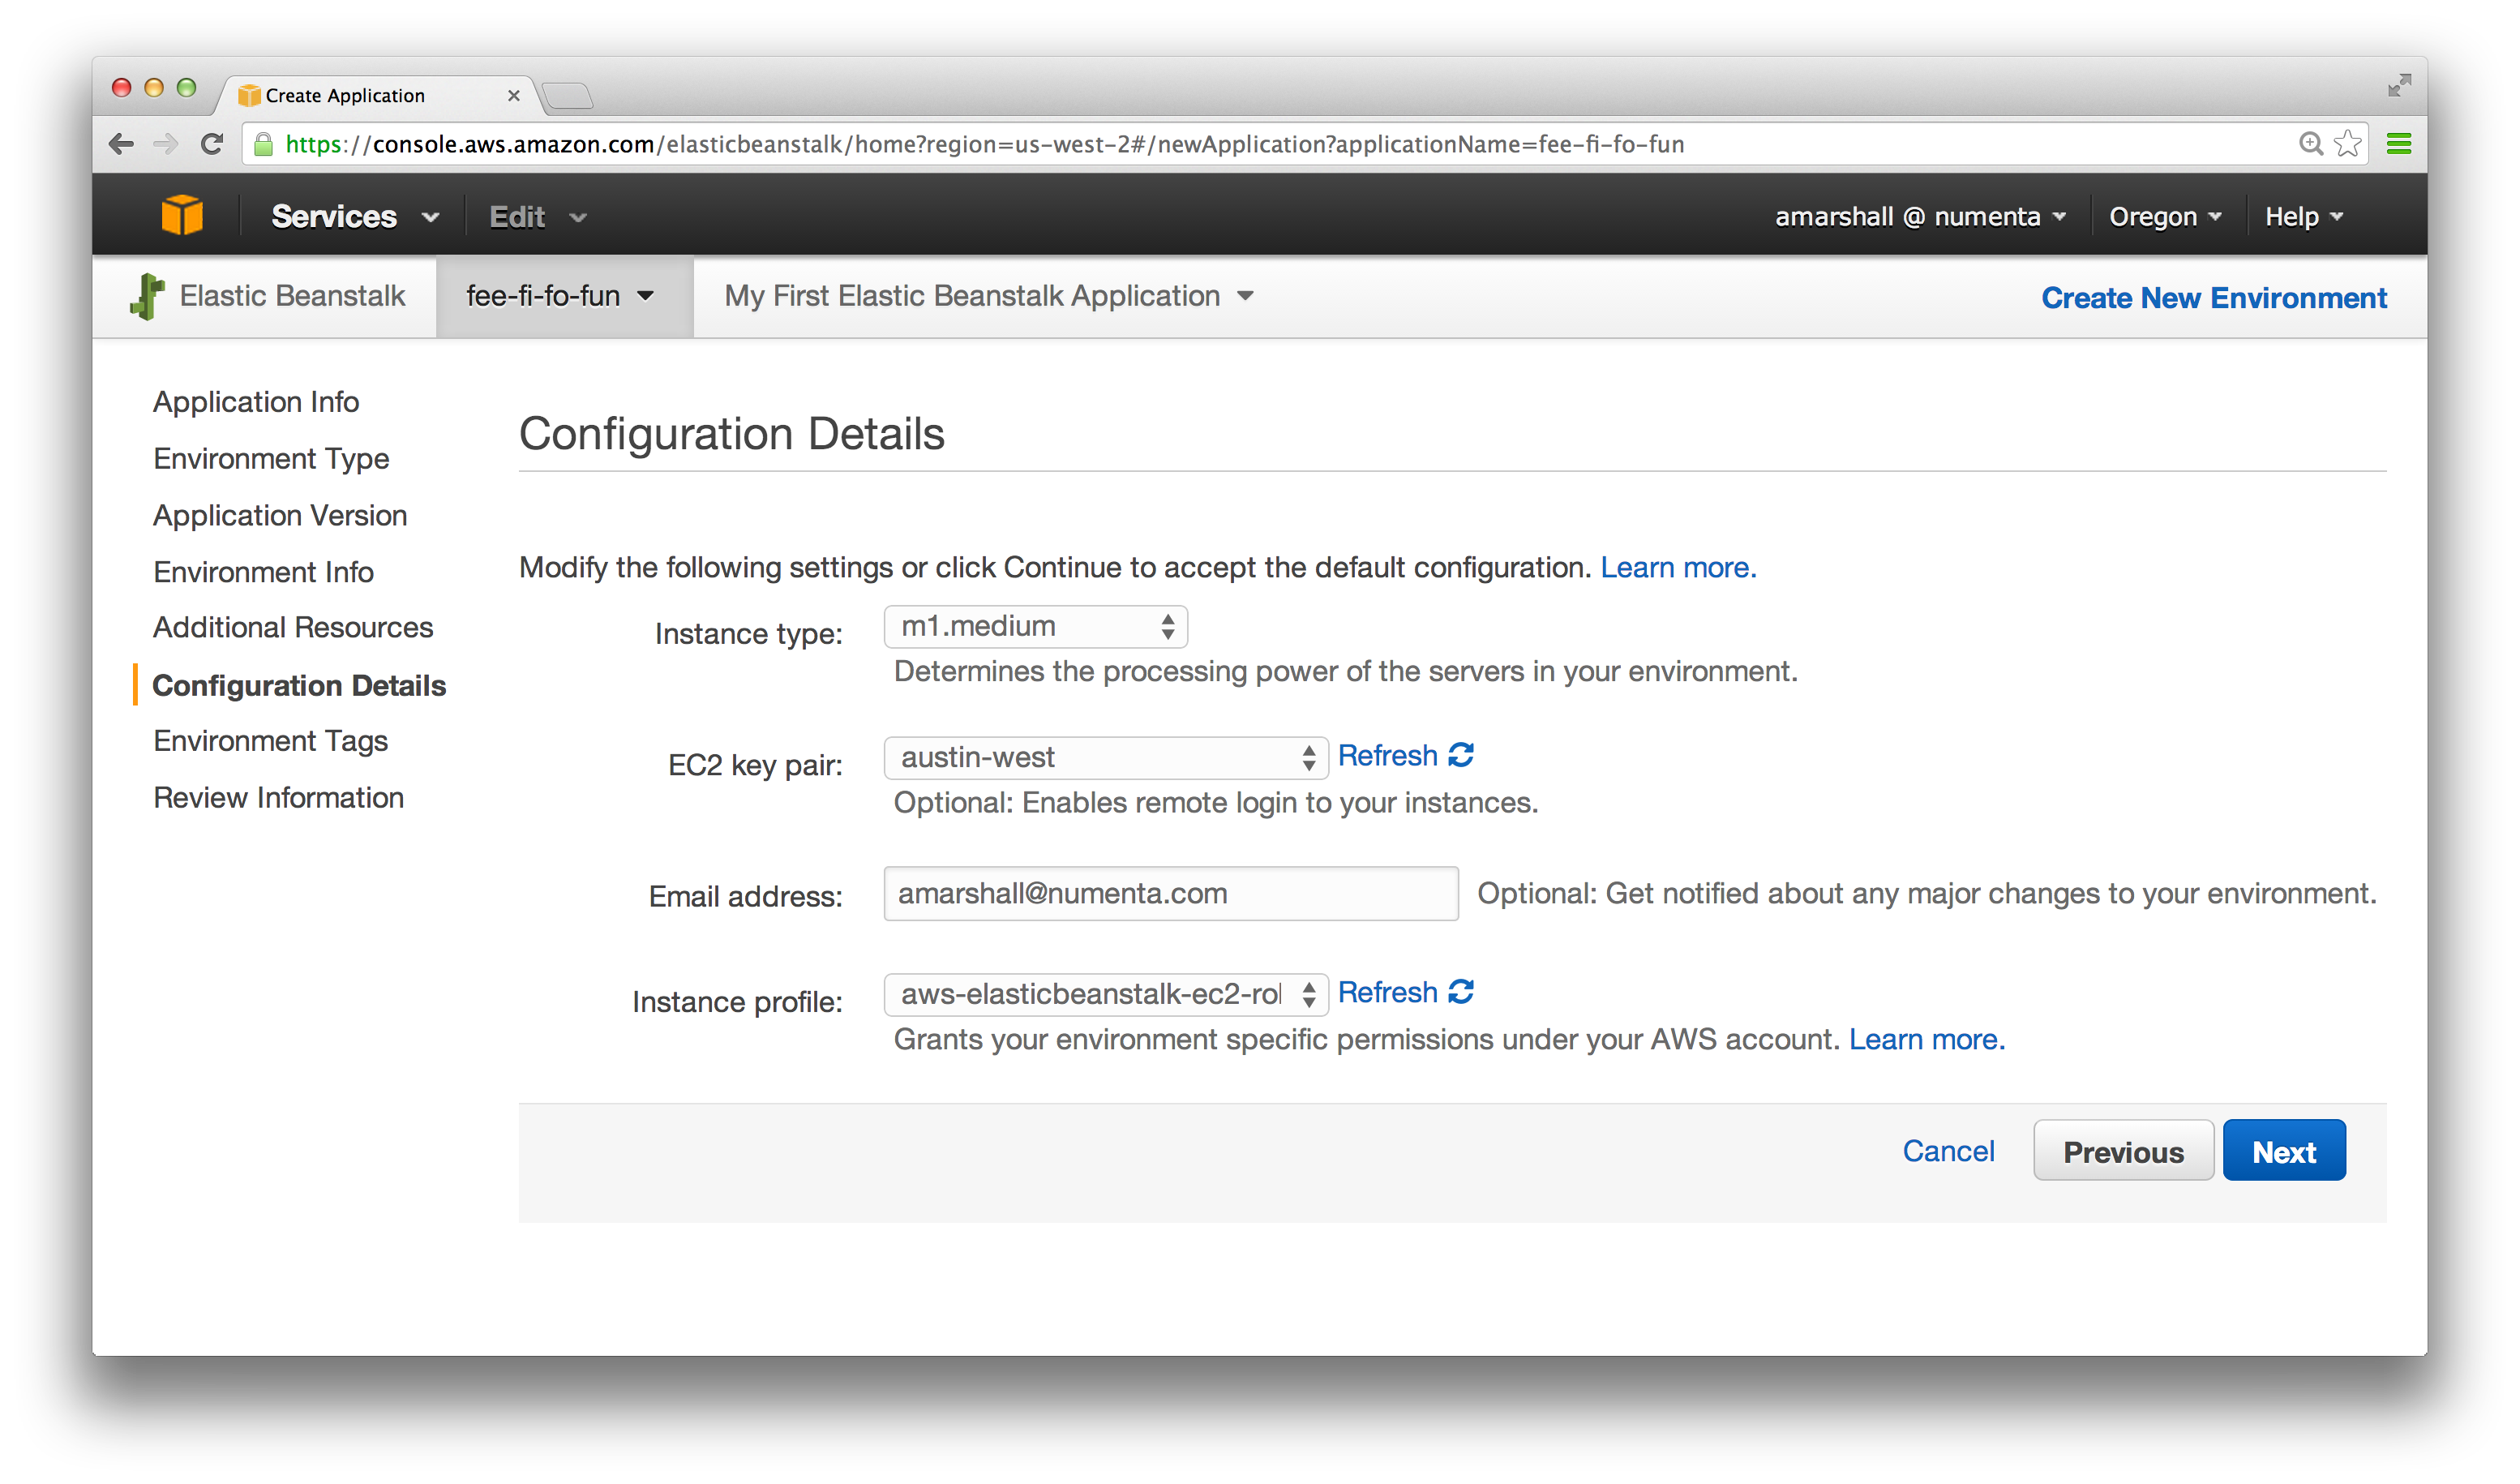 Create Application
https://console.aws.amazon.com/elasticbeanstalk/home?region=us-west-2#/newApplication?applicationName=fee-fi-fo-fun
Services Edit amarshall @ numenta Oregon Help
Elastic Beanstalk fee-fi-fo-fun My First Elastic Beanstalk Application Create New Environment
Application Info
Environment Type
Application Version
Environment Info
Additional Resources
Configuration Details
Environment Tags
Review Information
Configuration Details
Modify the following settings or click Continue to accept the default configuration. Learn more.
Instance type: m1.medium
Determines the processing power of the servers in your environment.
EC2 key pair: austin-west Refresh
Optional: Enables remote login to your instances.
Email address: amarshall@numenta.com Optional: Get notified about any major changes to your environment.
Instance profile: aws-elasticbeanstalk-ec2-rol Refresh
Grants your environment specific permissions under your AWS account. Learn more.
Cancel Previous Next